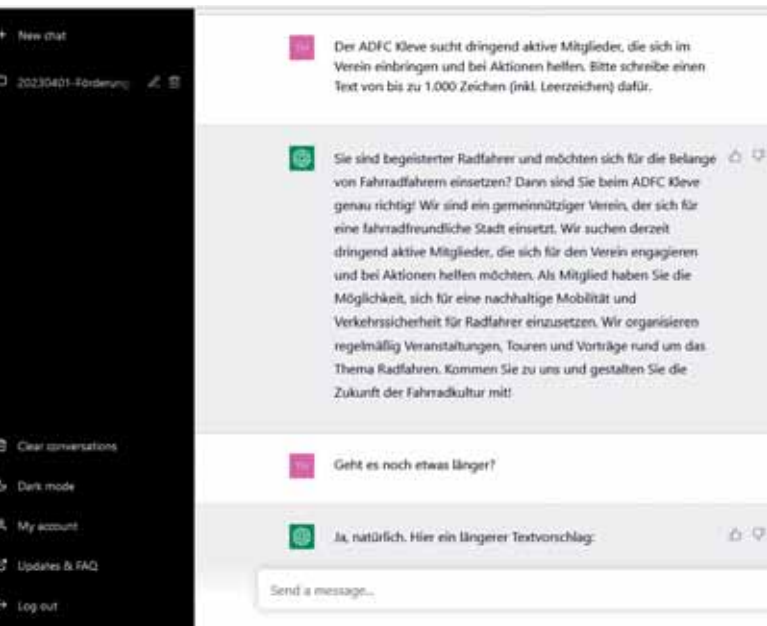 New chat
20230401-Förderung
Clear conversations
Dark mode
My account
Updates & FAQ
Log out
TH
Der ADFC Kleve sucht dringend aktive Mitglieder, die sich im
Verein einbringen und bei Aktionen helfen. Bitte schreibe einen
Text von bis zu 1.000 Zeichen (inkl. Leerzeichen) dafür.
Sie sind begeisterter Radfahrer und möchten sich für die Belange
von Fahrradfahrern einsetzen? Dann sind Sie beim ADFC Kleve
genau richtig! Wir sind ein gemeinnütziger Verein, der sich für
eine fahrradfreundliche Stadt einsetzt. Wir suchen derzeit
dringend aktive Mitglieder, die sich für den Verein engagieren
und bei Aktionen helfen möchten. Als Mitglied haben Sie die
Möglichkeit, sich für eine nachhaltige Mobilität und
Verkehrssicherheit für Radfahrer einzusetzen. Wir organisieren
regelmäßig Veranstaltungen, Touren und Vorträge rund um das
Thema Radfahren. Kommen Sie zu uns und gestalten Sie die
Zukunft der Fahrradkultur mit!
TH
Geht es noch etwas länger?
Ja, natürlich. Hier ein längerer Textvorschlag:
Send a message...